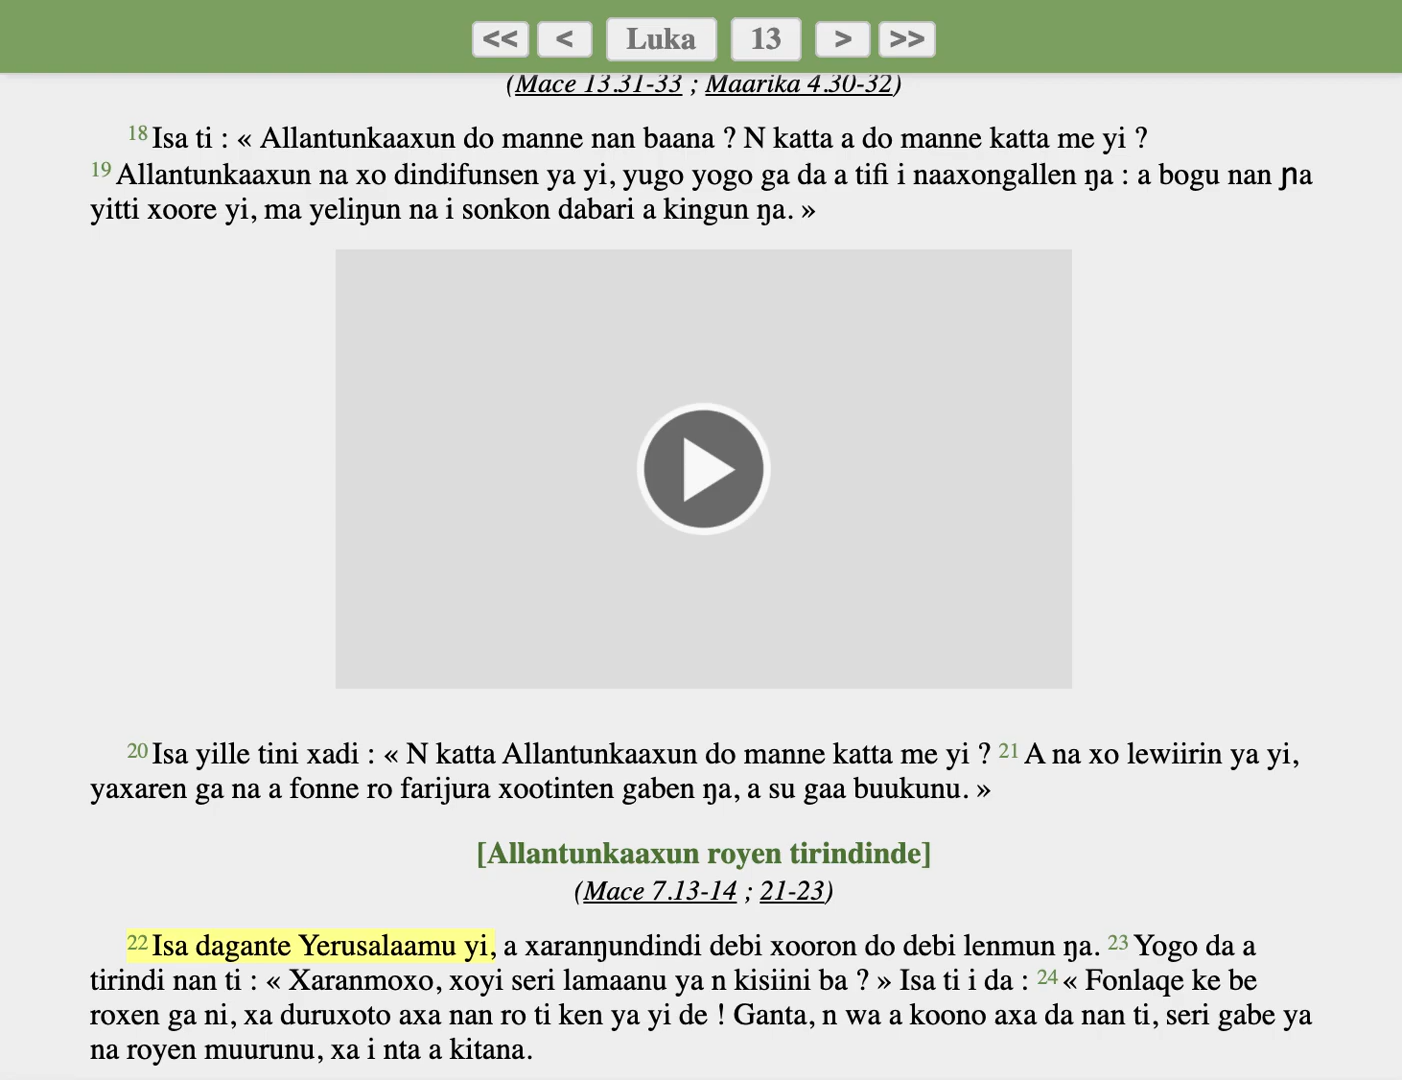 << < Luka 13 > >>
(Mace 13.31-33 ; Maarika 4.30-32)
18 Isa ti : « Allantunkaaxun do manne nan baana ? N katta a do manne katta me yi ?
19 Allantunkaaxun na xo dindifunsen ya yi, yugo yogo ga da a tifi i naaxongallen ŋa : a bogu nan ɲa
yitti xoore yi, ma yeliŋun na i sonkon dabari a kingun ŋa. »
20 Isa yille tini xadi : « N katta Allantunkaaxun do manne katta me yi ? 21 A na xo lewiirin ya yi,
yaxaren ga na a fonne ro farijura xootinten gaben ŋa, a su gaa buukunu. »
[Allantunkaaxun royen tirindinde]
(Mace 7.13-14 ; 21-23)
22 Isa dagante Yerusalaamu yi, a xaranŋundindi debi xooron do debi lenmun ŋa. 23 Yogo da a
tirindi nan ti : « Xaranmoxo, xoyi seri lamaanu ya n kisiini ba ? » Isa ti i da : 24 « Fonlaqe ke be
roxen ga ni, xa duruxoto axa nan ro ti ken ya yi de ! Ganta, n wa a koono axa da nan ti, seri gabe ya
na royen muurunu, xa i nta a kitana.